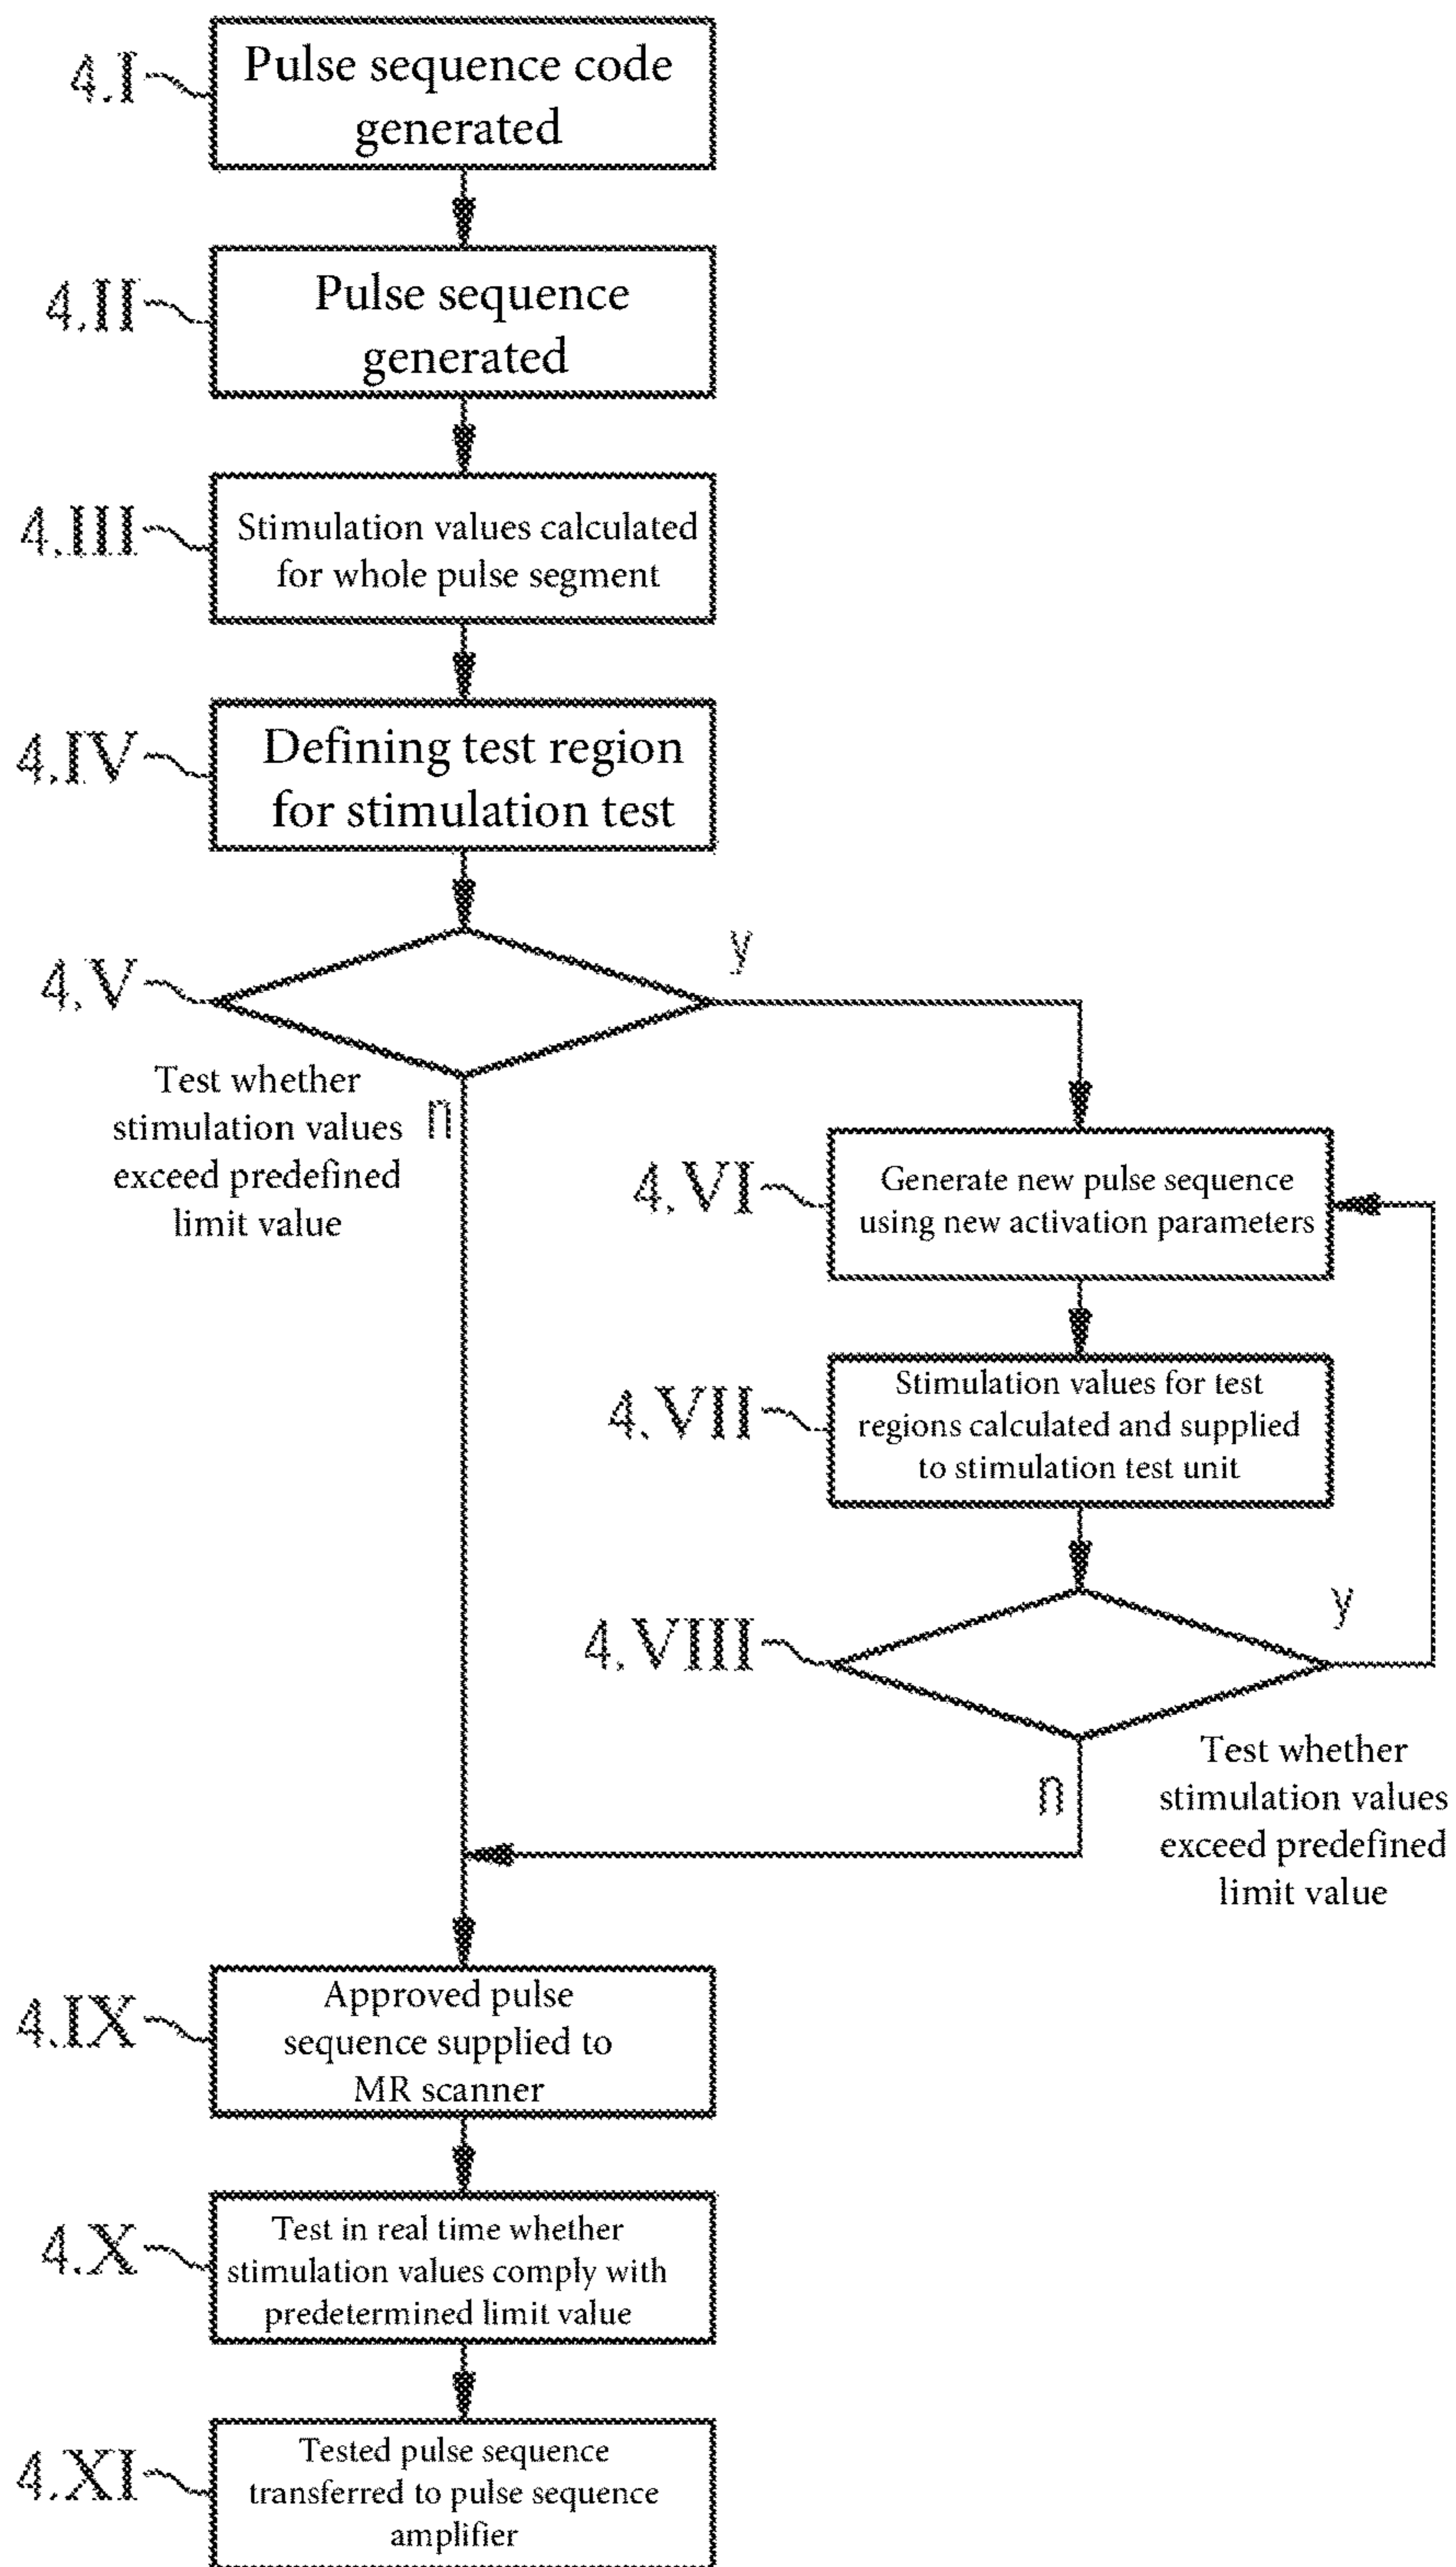 4.I
Pulse sequence code
generated
4.II
Pulse sequence
generated
4.III
Stimulation values calculated
for whole pulse segment
4.IV
Defining test region
for stimulation test
4.V
y
Test whether
stimulation values
exceed predefined
limit value
n
4.VI
Generate new pulse sequence
using new activation parameters
4.VII
Stimulation values for test
regions calculated and supplied
to stimulation test unit
4.VIII
y
Test whether
stimulation values
exceed predefined
limit value
n
4.IX
Approved pulse
sequence supplied to
MR scanner
4.X
Test in real time whether
stimulation values comply with
predetermined limit value
4.XI
Tested pulse sequence
transferred to pulse sequence
amplifier